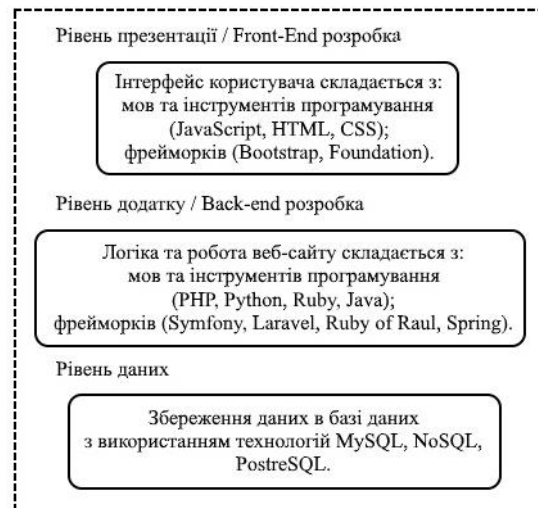 Рівень презентації / Front-End розробка
Інтерфейс користувача складається з:
мов та інструментів програмування
(JavaScript, HTML, CSS);
фрейморків (Bootstrap, Foundation).
Рівень додатку / Back-end розробка
Логіка та робота веб-сайту складається з:
мов та інструментів програмування
(PHP, Python, Ruby, Java);
фрейморків (Symfony, Laravel, Ruby of Raul, Spring).
Рівень даних
Збереження даних в базі даних
з використанням технологій MySQL, NoSQL,
PostreSQL.